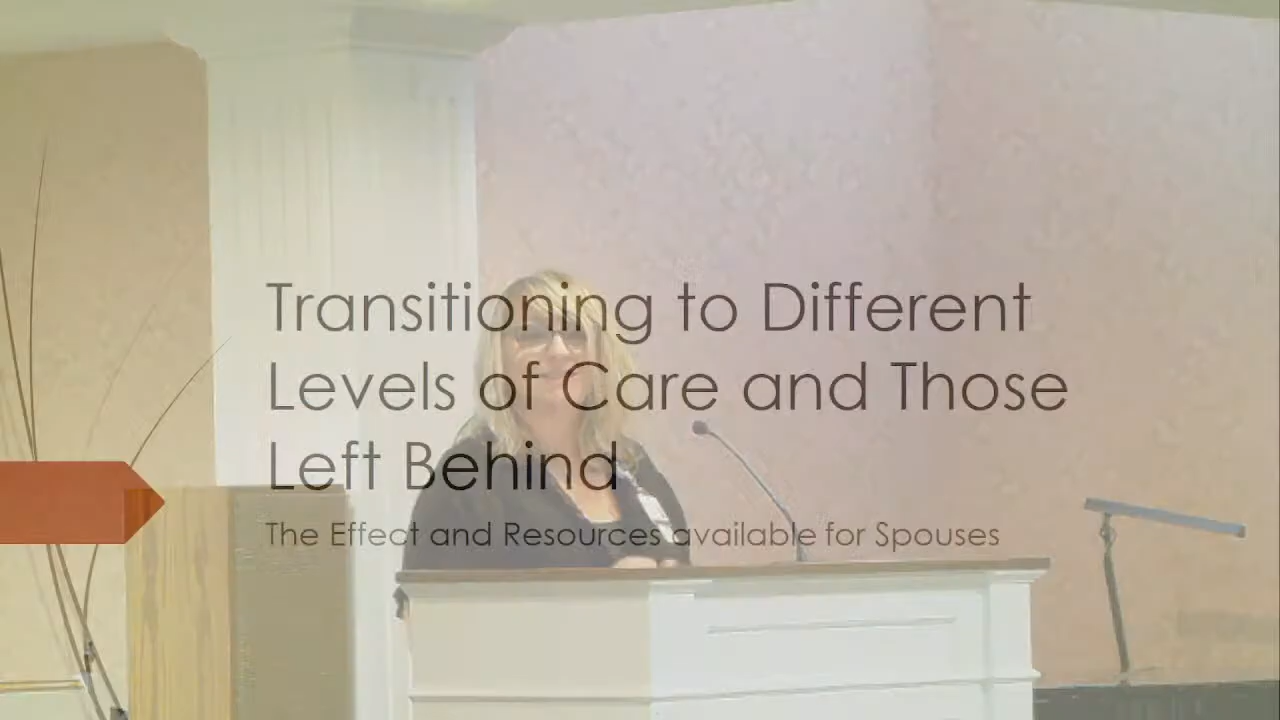 Transitioning to Different
Levels of Care and Those
Left Behind
The Effect and Resources available for Spouses